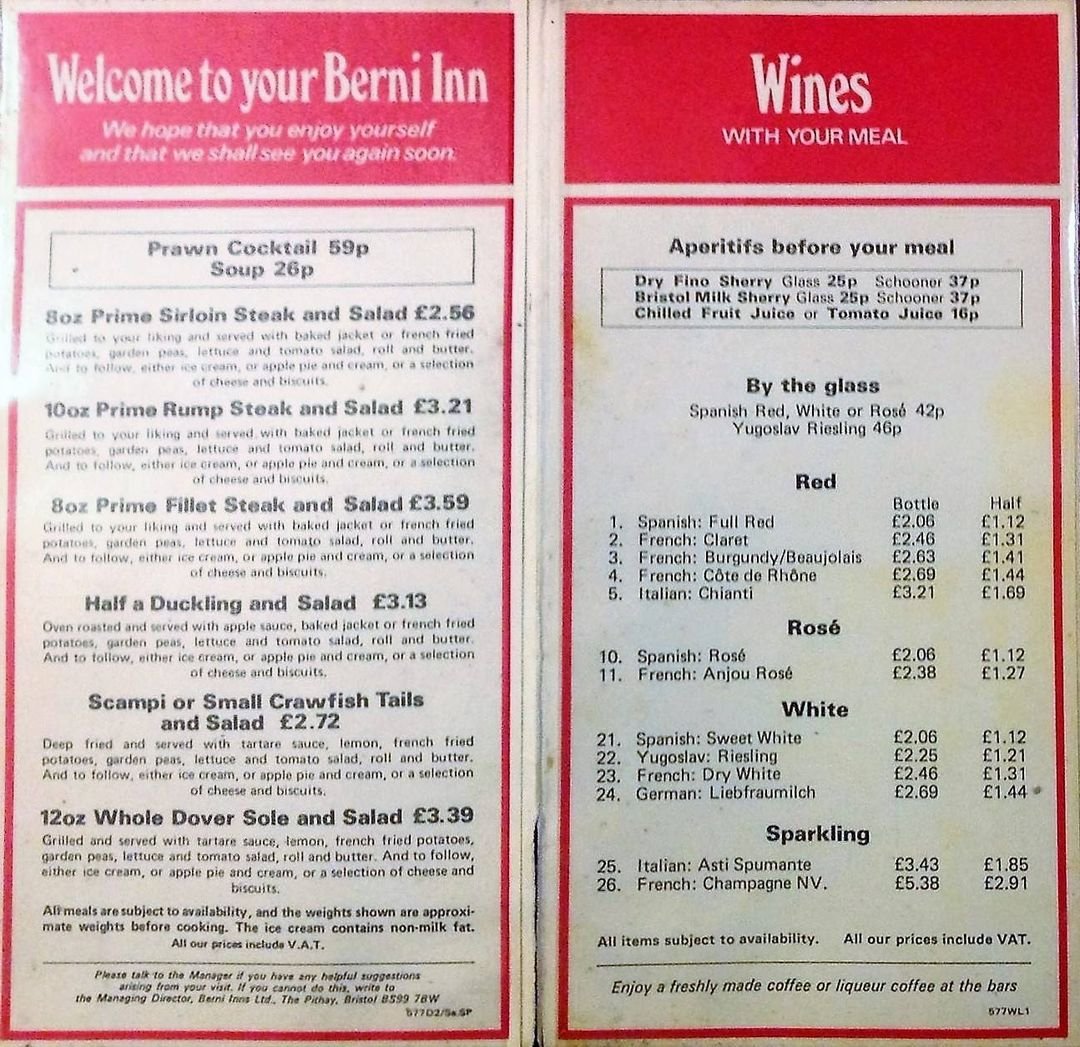 Welcome to your Berni Inn
We hope that you enjoy yourself
and that we shall see you again soon.
Prawn Cocktail 59p
Soup 26p
8oz Prime Sirloin Steak and Salad £2.56
Grilled to your liking and served with baked jacket or french fried
potatoes, garden peas, lettuce and tomato salad, roll and butter.
And to follow, either ice cream, or apple pie and cream, or a selection
of cheese and biscuits.
10oz Prime Rump Steak and Salad £3.21
Grilled to your liking and served with baked jacket or french fried
potatoes, garden peas, lettuce and tomato salad, roll and butter.
And to follow, either ice cream, or apple pie and cream, or a selection
of cheese and biscuits.
8oz Prime Fillet Steak and Salad £3.59
Grilled to your liking and served with baked jacket or french fried
potatoes, garden peas, lettuce and tomato salad, roll and butter.
And to follow, either ice cream, or apple pie and cream, or a selection
of cheese and biscuits.
Half a Duckling and Salad £3.13
Oven roasted and served with apple sauce, baked jacket or french fried
potatoes, garden peas, lettuce and tomato salad, roll and butter.
And to follow, either ice cream, or apple pie and cream, or a selection
of cheese and biscuits.
Scampi or Small Crawfish Tails
and Salad £2.72
Deep fried and served with tartare sauce, lemon, french fried
potatoes, garden peas, lettuce and tomato salad, roll and butter.
And to follow, either ice cream, or apple pie and cream, or a selection
of cheese and biscuits.
12oz Whole Dover Sole and Salad £3.39
Grilled and served with tartare sauce, lemon, french fried potatoes,
garden peas, lettuce and tomato salad, roll and butter. And to follow,
either ice cream, or apple pie and cream, or a selection of cheese and
biscuits.
All meals are subject to availability, and the weights shown are approxi-
mate weights before cooking. The ice cream contains non-milk fat.
All our prices include V.A.T.
Please talk to the Manager if you have any helpful suggestions
arising from your visit. If you cannot do this, write to
the Managing Director, Berni Inns Ltd., The Pithay, Bristol BS99 7BW
577D2/Sa.SP
Wines
WITH YOUR MEAL
Aperitifs before your meal
Dry Fino Sherry Glass 25p Schooner 37p
Bristol Milk Sherry Glass 25p Schooner 37p
Chilled Fruit Juice or Tomato Juice 16p
By the glass
Spanish Red, White or Rosé 42p
Yugoslav Riesling 46p
Red
Bottle Half
1. Spanish: Full Red £2.06 £1.12
2. French: Claret £2.46 £1.31
3. French: Burgundy/Beaujolais £2.63 £1.41
4. French: Côte de Rhône £2.69 £1.44
5. Italian: Chianti £3.21 £1.69
Rosé
10. Spanish: Rosé £2.06 £1.12
11. French: Anjou Rosé £2.38 £1.27
White
21. Spanish: Sweet White £2.06 £1.12
22. Yugoslav: Riesling £2.25 £1.21
23. French: Dry White £2.46 £1.31
24. German: Liebfraumilch £2.69 £1.44
Sparkling
25. Italian: Asti Spumante £3.43 £1.85
26. French: Champagne NV. £5.38 £2.91
All items subject to availability. All our prices include VAT.
Enjoy a freshly made coffee or liqueur coffee at the bars
577WL1